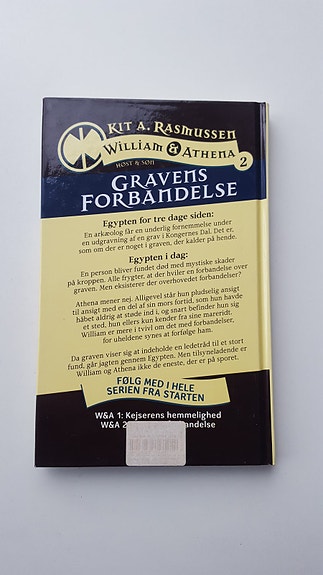 KIT A. RASMUSSEN
WILLIAM & ATHENA
HØST & SØN
2
GRAVENS
FORBANDELSE
Egypten for tre dage siden:
En arkæolog får en underlig fornemmelse under
en udgravning af en grav i Kongernes Dal. Det er,
som om der er noget i graven, der kalder på hende.
Egypten i dag:
En person bliver fundet død med mystiske skader
på kroppen. Alle frygter, at der hviler en forbandelse over
graven. Men eksisterer der overhovedet forbandelser?
Athena mener nej. Alligevel står hun pludselig ansigt
til ansigt med en del af sin mors fortid, som hun havde
håbet aldrig at støde ind i, og snart befinder hun sig
et sted, hun ellers kun kender fra sine mareridt.
William er mere i tvivl om det med forbandelser,
for uheldene synes at forfølge ham.
Da graven viser sig at indeholde en ledetråd til et stort
fund, går jagten gennem Egypten. Men tilsyneladende er
William og Athena ikke de eneste, der er på sporet.
FØLG MED I HELE
SERIEN FRA STARTEN
W&A 1: Kejserens hemmelighed
W&A 2: andelse